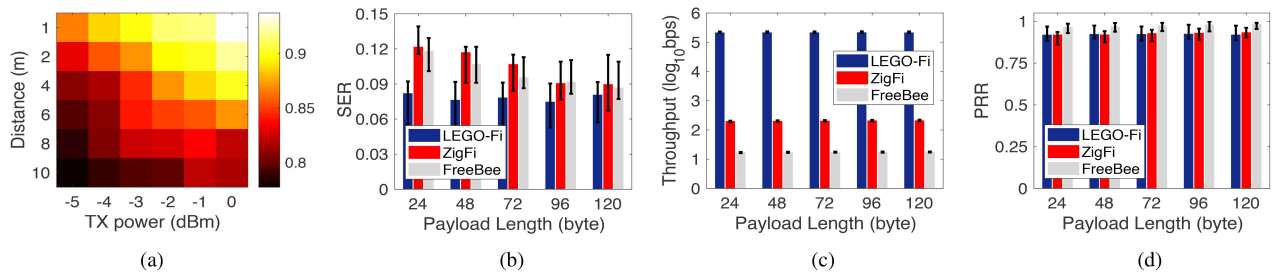 1
2
4
6
8
10
Distance (m)
-5 -4 -3 -2 -1 0
TX power (dBm)
0.9
0.85
0.8
(a)
0.15
0.12
0.09
0.06
0.03
0
SER
LEGO-Fi
ZigFi
FreeBee
24 48 72 96 120
Payload Length (byte)
(b)
6
5
4
3
2
1
0
Throughput (log10bps)
LEGO-Fi
ZigFi
FreeBee
24 48 72 96 120
Payload Length (byte)
(c)
1
0.75
0.5
0.25
0
PRR
LEGO-Fi
ZigFi
FreeBee
24 48 72 96 120
Payload Length (byte)
(d)